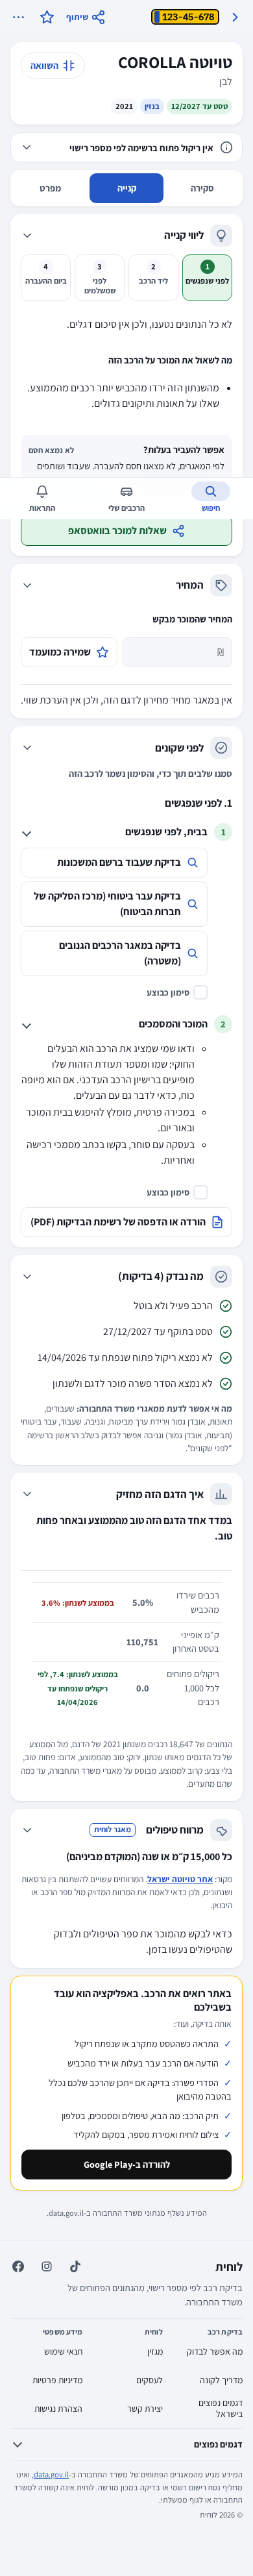 123-45-678
שיתוף
טויוטה COROLLA
לבן
השוואה
טסט עד 12/2027
בנזין
2021
אין ריקול פתוח ברשימה לפי מספר רישוי
סקירה
קנייה
מפרט
ליווי קנייה
1
לפני שנפגשים
2
ליד הרכב
3
לפני
שמשלמים
4
ביום ההעברה
לא כל הנתונים נטענו, ולכן אין סיכום דגלים.
מה לשאול את המוכר על הרכב הזה
מהשנתון הזה ירדו מהכביש יותר רכבים מהממוצע.
שאלו על תאונות ותיקונים גדולים.
אפשר להעביר בעלות?
לא נמצא חסם
לפי המאגרים, לא מצאנו חסם להעברה. שעבוד ושותפים
חיפוש
הרכבים שלי
התראות
שאלות למוכר בוואטסאפ
המחיר
המחיר שהמוכר מבקש
₪
שמירה כמועמד
אין במאגר מחיר מחירון לדגם הזה, ולכן אין הערכת שווי.
לפני שקונים
סמנו שלבים תוך כדי, והסימון נשמר לרכב הזה
1. לפני שנפגשים
1
בבית, לפני שנפגשים
בדיקת שעבוד ברשם המשכונות
בדיקת עבר ביטוחי (מרכז הסליקה של
חברות הביטוח)
בדיקה במאגר הרכבים הגנובים
(משטרה)
סימון כבוצע
2
המוכר והמסמכים
ודאו שמי שמציג את הרכב הוא הבעלים
החוקי: שמו ומספר תעודת הזהות שלו
מופיעים ברישיון הרכב העדכני. אם הוא מיופה
כוח, כדאי לדבר גם עם הבעלים.
במכירה פרטית, מומלץ להיפגש בבית המוכר
ובאור יום.
בעסקה עם סוחר, בקשו בכתב מסמכי רכישה
ואחריות.
סימון כבוצע
הורדה או הדפסה של רשימת הבדיקות (PDF)
מה נבדק (4 בדיקות)
הרכב פעיל ולא בוטל
טסט בתוקף עד 27/12/2027
לא נמצא ריקול פתוח שנפתח עד 14/04/2026
לא נמצא הסדר פשרה מוכר לדגם ולשנתון
מה אי אפשר לדעת ממאגרי משרד התחבורה: שעבודים,
תאונות, אובדן גמור וירידת ערך מביטוח, וגניבה. שעבוד, עבר ביטוחי
(תביעות, אובדן גמור) וגניבה אפשר לבדוק בשלב הראשון ברשימה
"לפני שקונים".
איך הדגם הזה מחזיק
במדד אחד הדגם הזה טוב מהממוצע ובאחר פחות
טוב.
רכבים שירדו
מהכביש
5.0%
בממוצע לשנתון: 3.6%
ק״מ אופייני
בטסט האחרון
110,751
ריקולים פתוחים
לכל 1,000
רכבים
0.0
בממוצע לשנתון: 7.4, לפי
ריקולים שנפתחו עד
14/04/2026
הנתונים של 18,647 רכבים משנתון 2021 של הדגם, מול הממוצע
של כל הדגמים מאותו שנתון. ירוק: טוב מהממוצע, אדום: פחות טוב,
בלי צבע: קרוב לממוצע. מבוסס על מאגרי משרד התחבורה, עד כמה
שהם מתעדים.
מרווח טיפולים
מאגר לוחית
כל 15,000 ק״מ או שנה (המוקדם מביניהם)
מקור: אתר טויוטה ישראל. המרווחים עשויים להשתנות בין גרסאות
ושנתונים, ולכן כדאי לאמת את המרווח המדויק מול ספר הרכב או
היבואן.
כדאי לבקש מהמוכר את ספר הטיפולים ולבדוק
שהטיפולים נעשו בזמן.
באתר רואים את הרכב. באפליקציה הוא עובד
בשבילכם
אותה בדיקה, ועוד:
✓ התראה כשהטסט מתקרב או שנפתח ריקול
✓ הודעה אם הרכב עבר בעלות או ירד מהכביש
✓ הסדרי פשרה: בדיקה אם ייתכן שהרכב שלכם נכלל
בהטבה מהיבואן
✓ תיק הרכב: מה הבא, טיפולים ומסמכים, בטלפון
✓ צילום לוחית ואמירת מספר, במקום להקליד
להורדה ב-Google Play
המידע נשלף מנתוני משרד התחבורה ב-data.gov.il.
לוחית
בדיקת רכב לפי מספר רישוי, מהנתונים הפתוחים של
משרד התחבורה.
בדיקת רכב
לוחית
מידע משפטי
מה אפשר לבדוק
מגזין
תנאי שימוש
מדריך לקונה
לעסקים
מדיניות פרטיות
דגמים נפוצים
בישראל
יצירת קשר
הצהרת נגישות
דגמים נפוצים
המידע מגיע מהמאגרים הפתוחים של משרד התחבורה ב-data.gov.il, ואינו
מחליף נסח רישום רשמי או בדיקה במכון מורשה. לוחית אינה קשורה למשרד
התחבורה או לגוף ממשלתי.
© 2026 לוחית